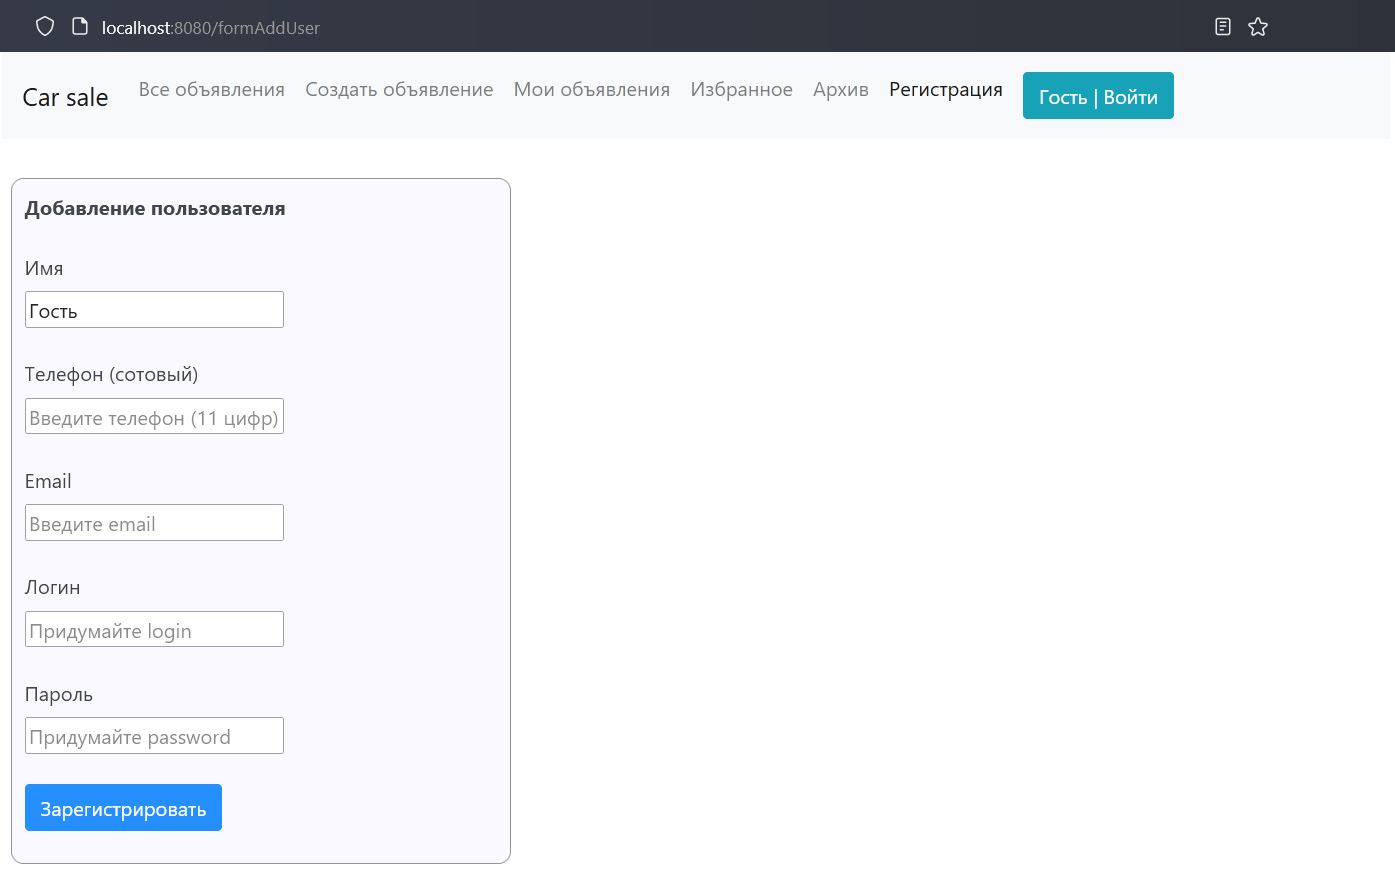 localhost:8080/formAddUser
Car sale Все объявления Создать объявление Мои объявления Избранное Архив Регистрация Гость | Войти
Добавление пользователя
Имя
Гость
Телефон (сотовый)
Введите телефон (11 цифр)
Email
Введите email
Логин
Придумайте login
Пароль
Придумайте password
Зарегистрировать